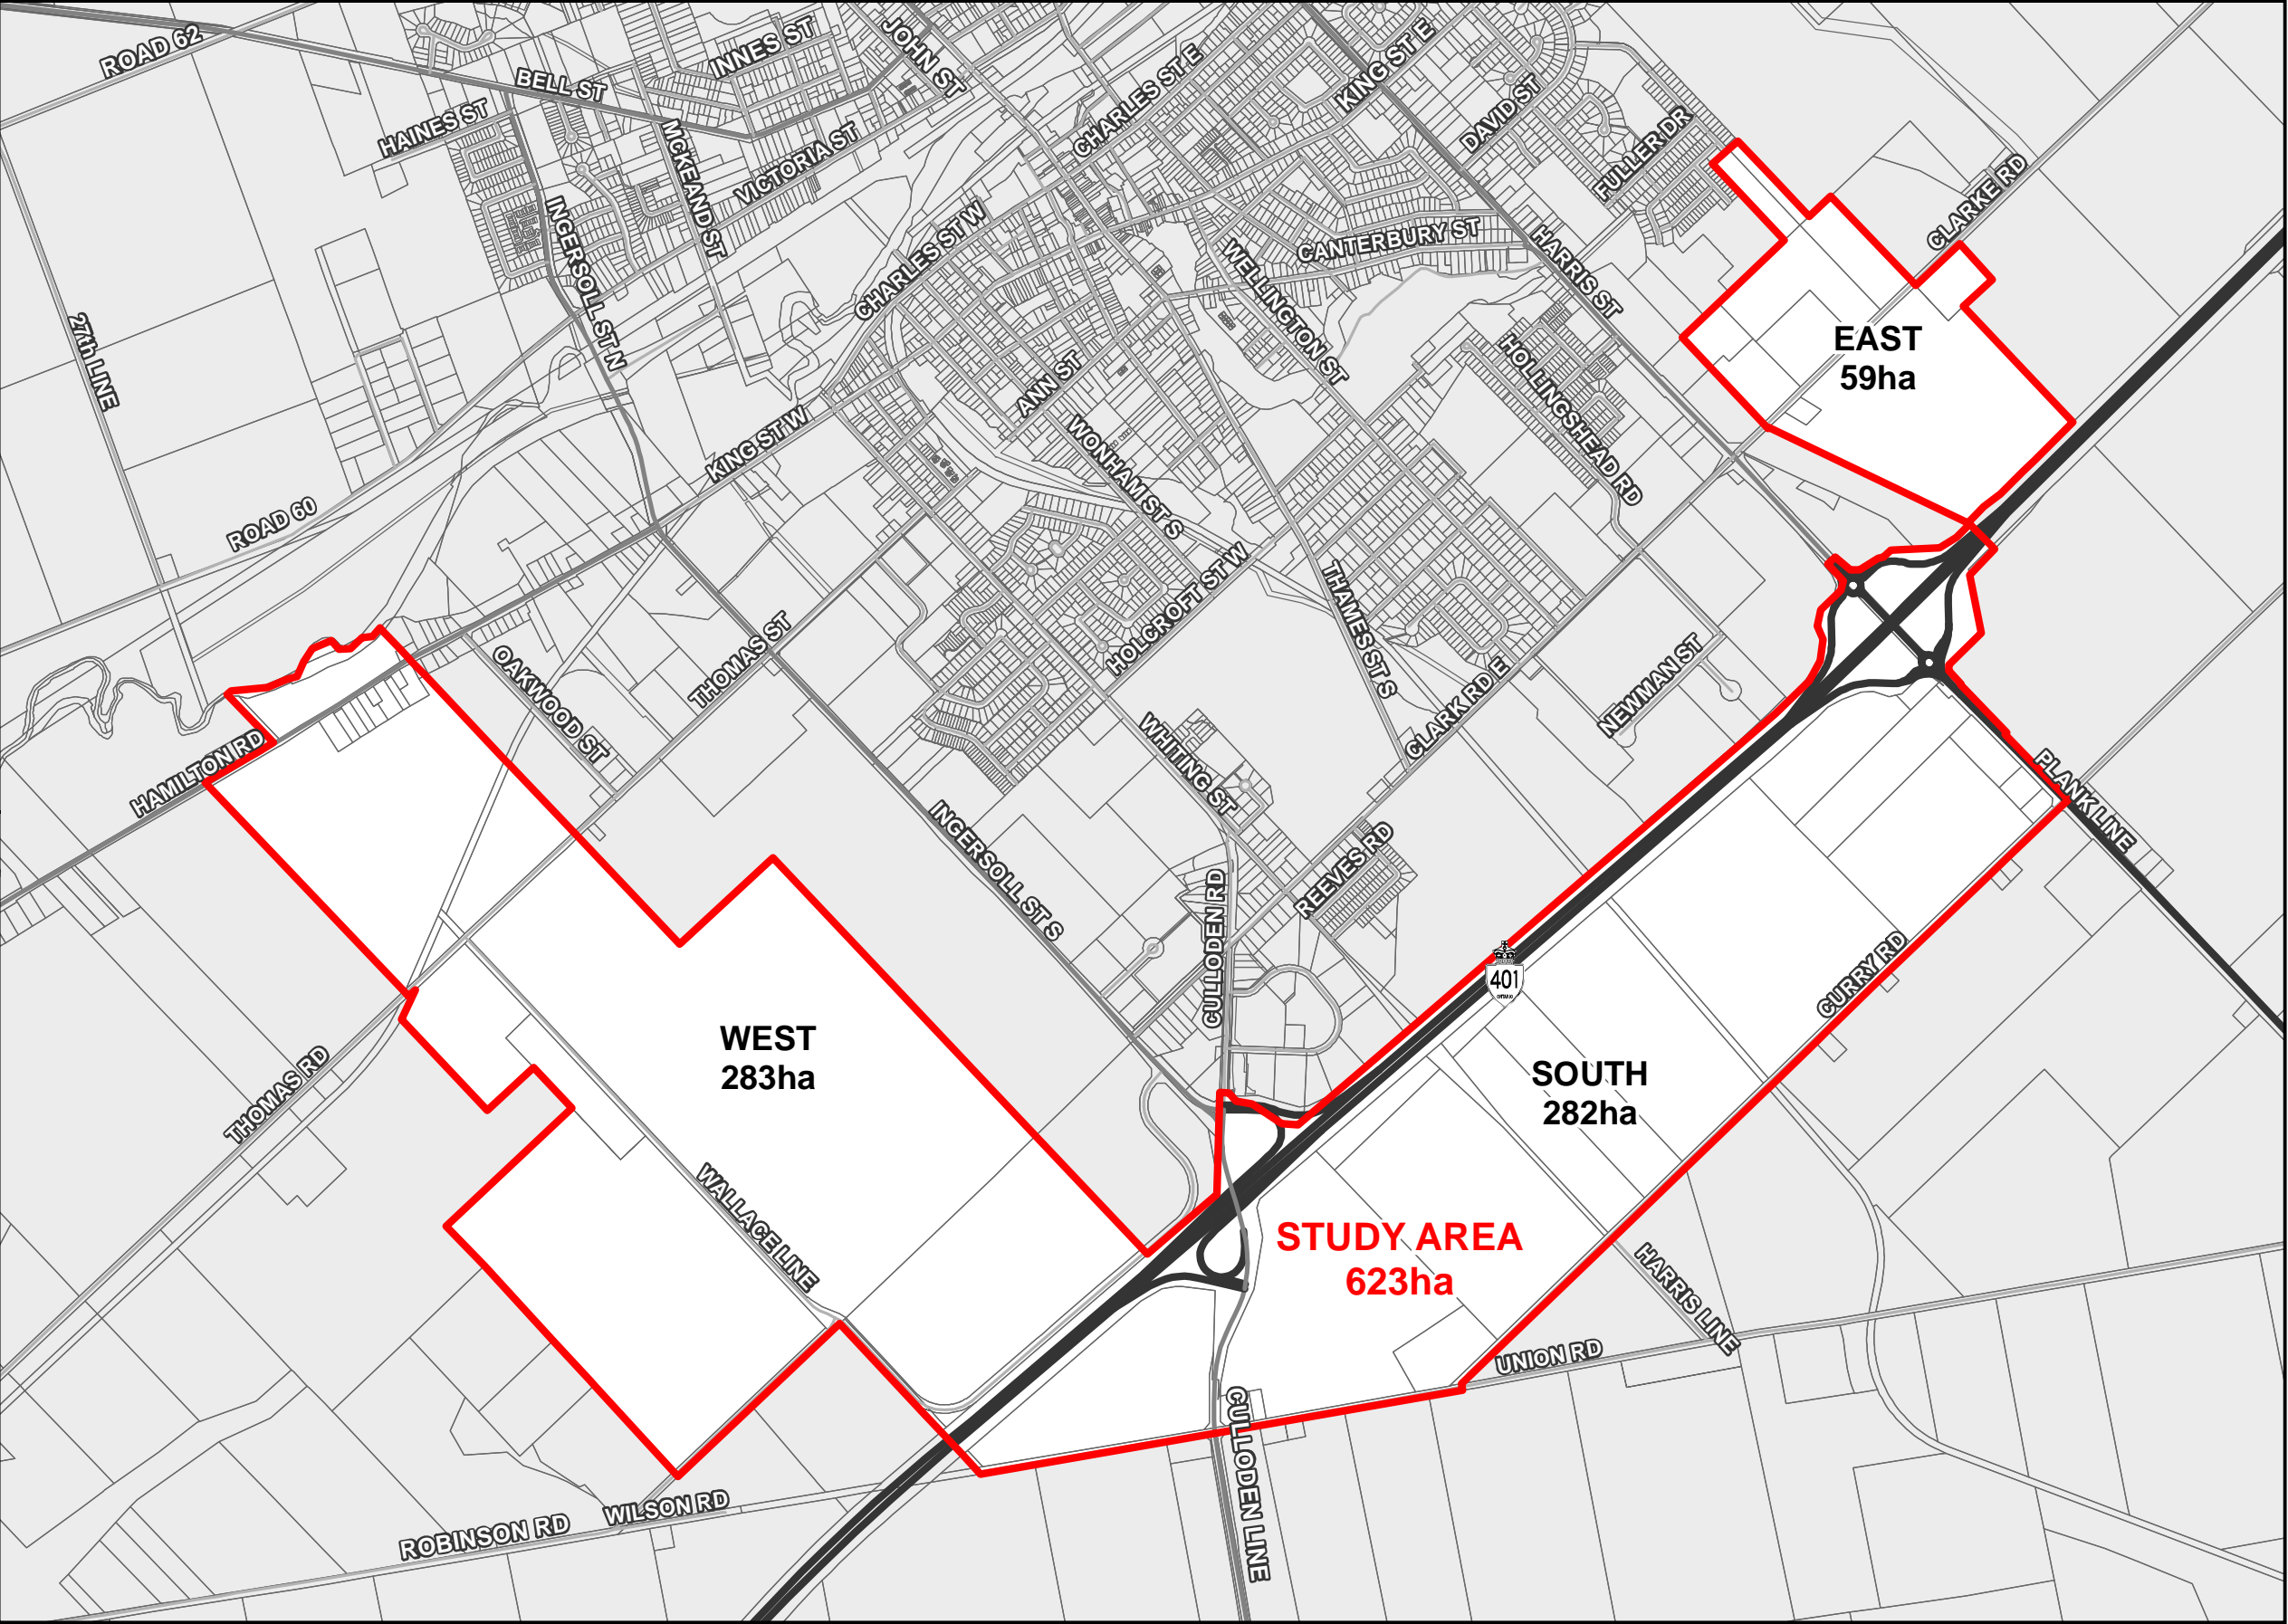 ROAD 62
INNES ST
JOHN ST
BELL ST
CHARLES ST E
KING ST E
HAINES ST
MCKEAND ST
VICTORIA ST
DAVID ST
FULLER DR
CLARKE RD
INGERSOLL ST N
CHARLES ST W
CANTERBURY ST
WELLINGTON ST
HARRIS ST
27th LINE
EAST
59ha
ANN ST
HOLLINGSHEAD RD
KING ST W
WONHAM ST S
ROAD 60
HOLCROFT ST W
THAMES ST S
OAKWOOD ST
THOMAS ST
CLARK RD E
NEWMAN ST
HAMILTON RD
WHITING ST
PLANK LINE
INGERSOLL ST S
REEVES RD
CULLODEN RD
401
ONTARIO
CURRY RD
WEST
283ha
SOUTH
282ha
THOMAS RD
WALLACE LINE
STUDY AREA
623ha
HARRIS LINE
UNION RD
CULLODEN LINE
WILSON RD
ROBINSON RD